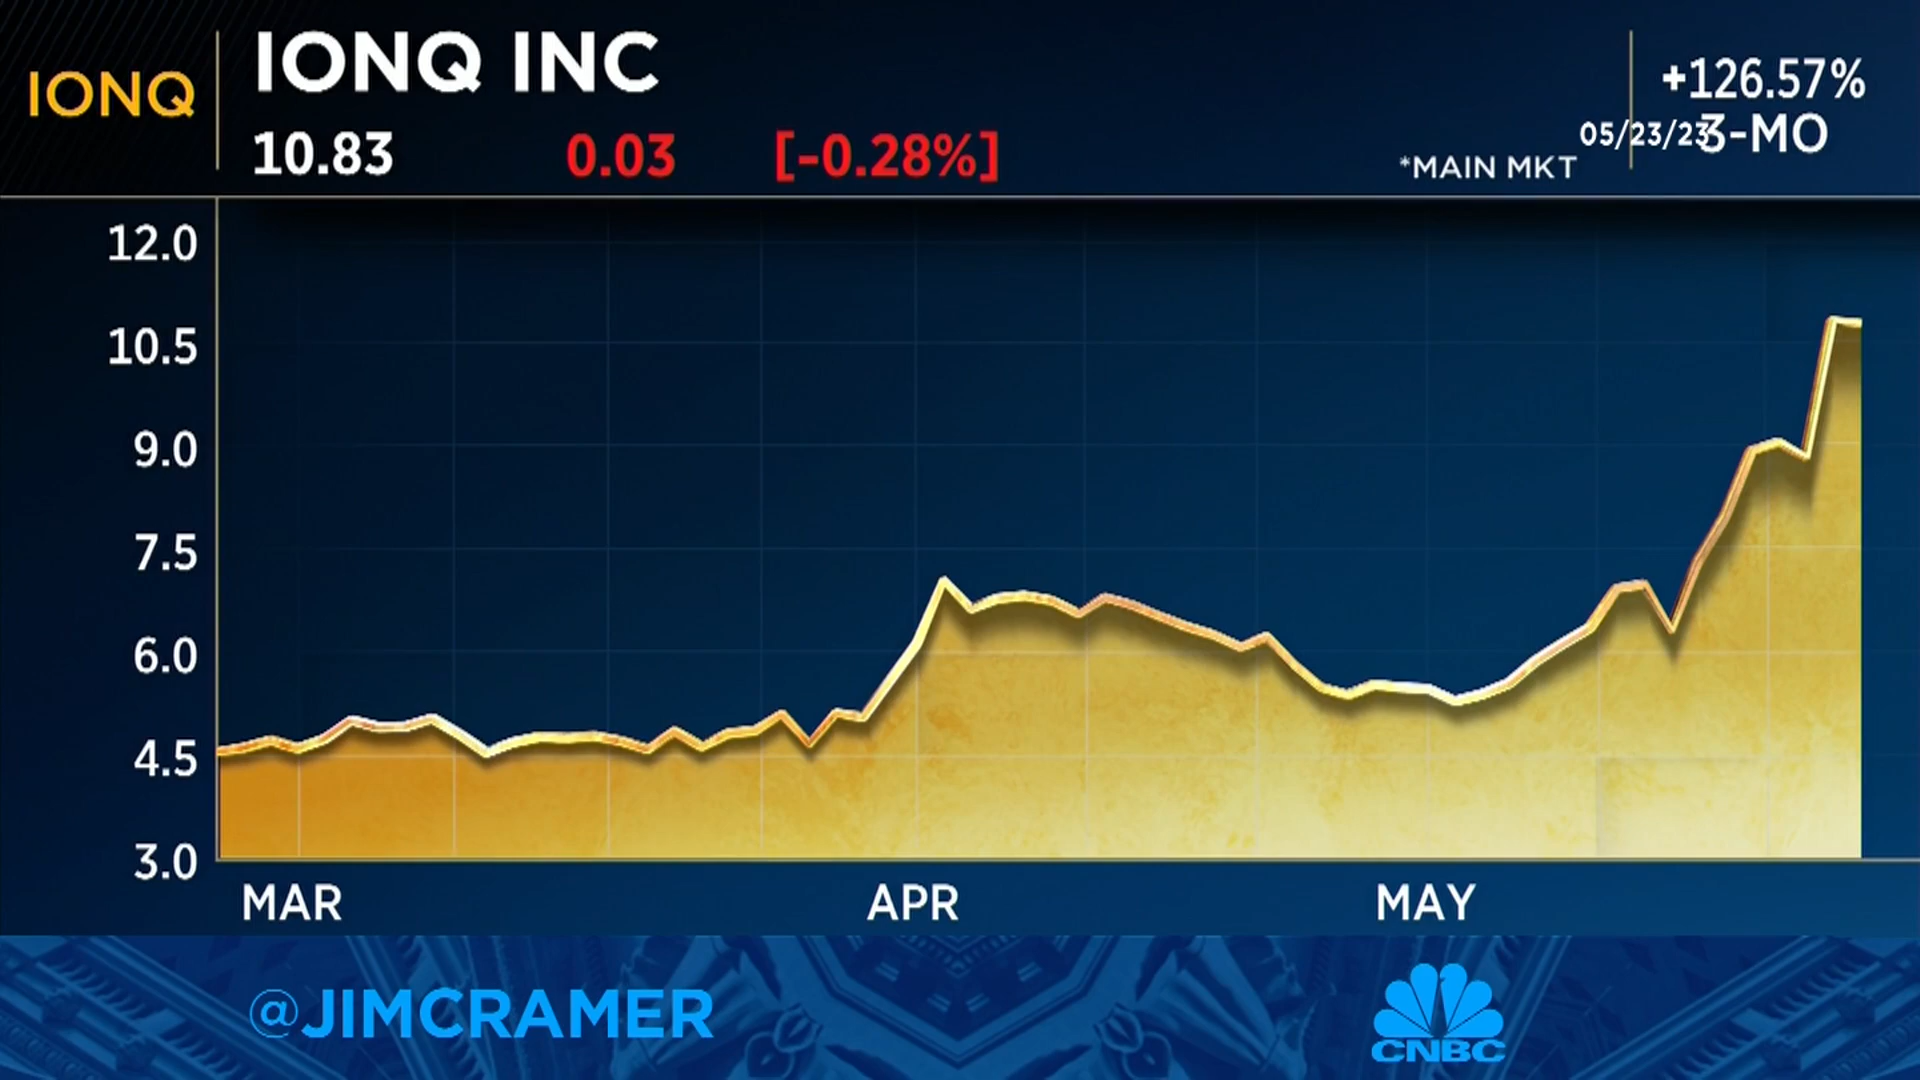 IONQ
IONQ INC
10.83 0.03 [-0.28%]
*MAIN MKT
05/23/23
+126.57%
3-MO
12.0
10.5
9.0
7.5
6.0
4.5
3.0
MAR APR MAY
@JIMCRAMER
CNBC